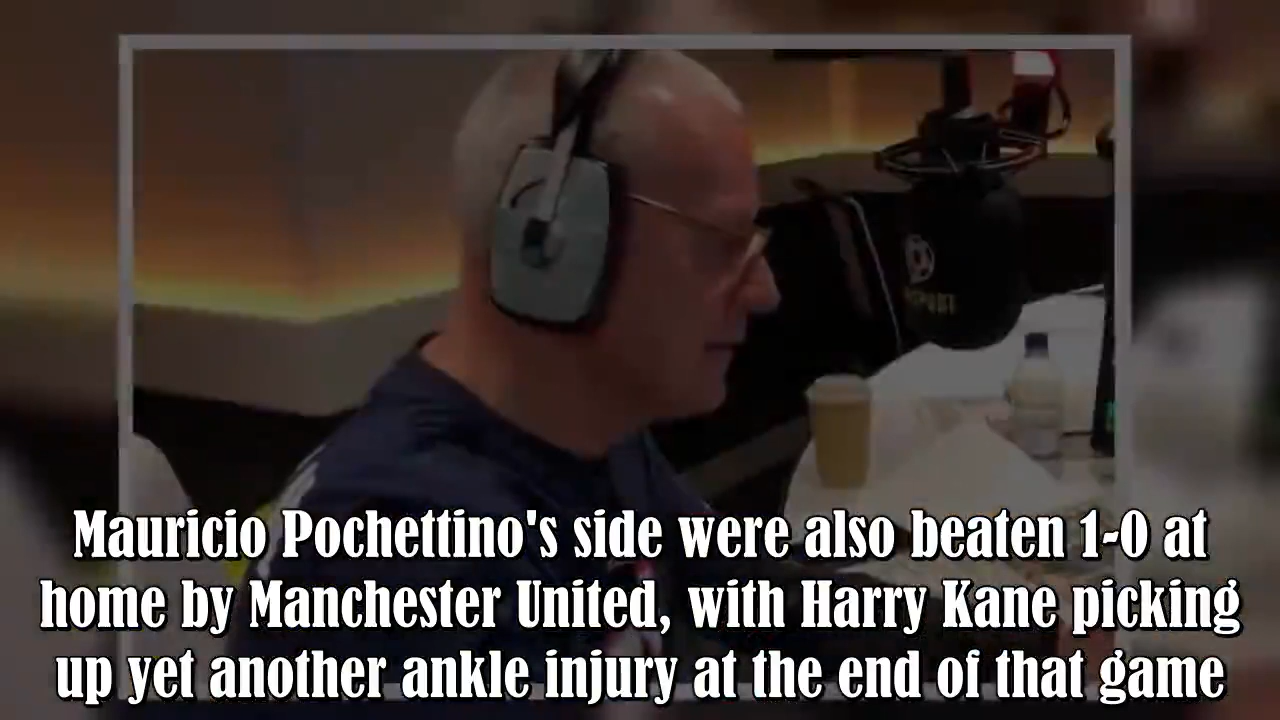 SPORT
Mauricio Pochettino's side were also beaten 1-0 at
home by Manchester United, with Harry Kane picking
up yet another ankle injury at the end of that game